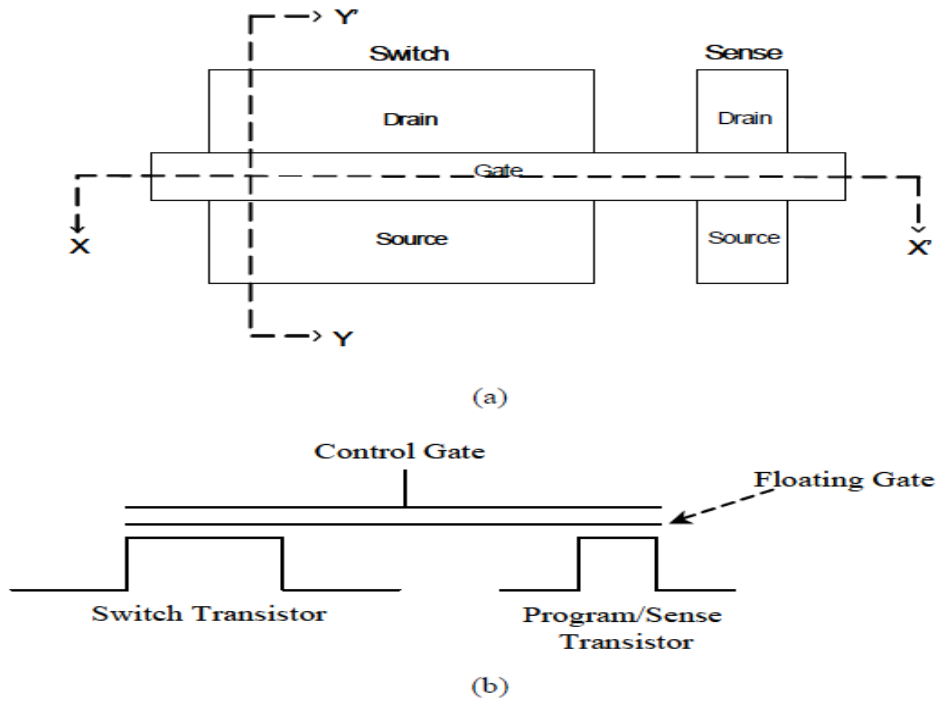 Y'
Switch
Sense
Drain
Drain
Gate
X
Source
Source
X'
Y
(a)
Control Gate
Floating Gate
Switch Transistor
Program/Sense
Transistor
(b)